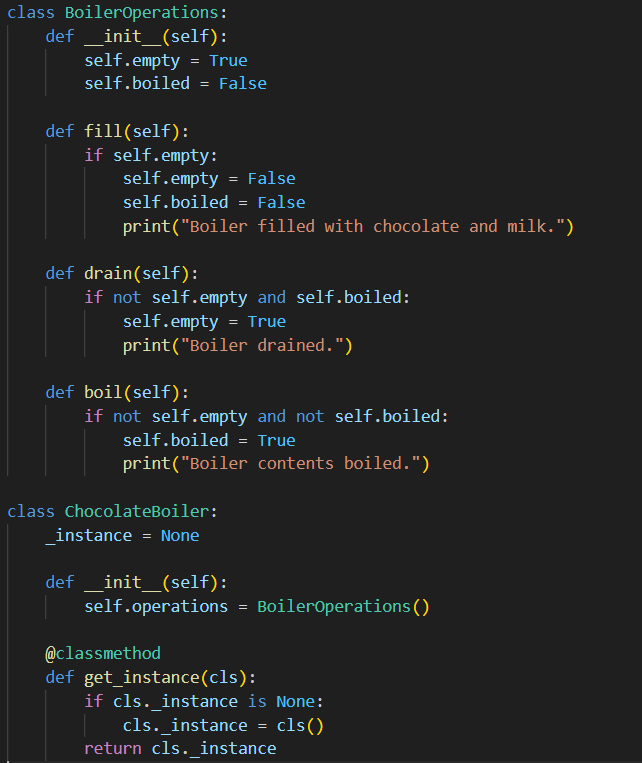 class BoilerOperations:
    def __init__(self):
        self.empty = True
        self.boiled = False

    def fill(self):
        if self.empty:
            self.empty = False
            self.boiled = False
            print("Boiler filled with chocolate and milk.")

    def drain(self):
        if not self.empty and self.boiled:
            self.empty = True
            print("Boiler drained.")

    def boil(self):
        if not self.empty and not self.boiled:
            self.boiled = True
            print("Boiler contents boiled.")

class ChocolateBoiler:
    _instance = None

    def __init__(self):
        self.operations = BoilerOperations()

    @classmethod
    def get_instance(cls):
        if cls._instance is None:
            cls._instance = cls()
        return cls._instance